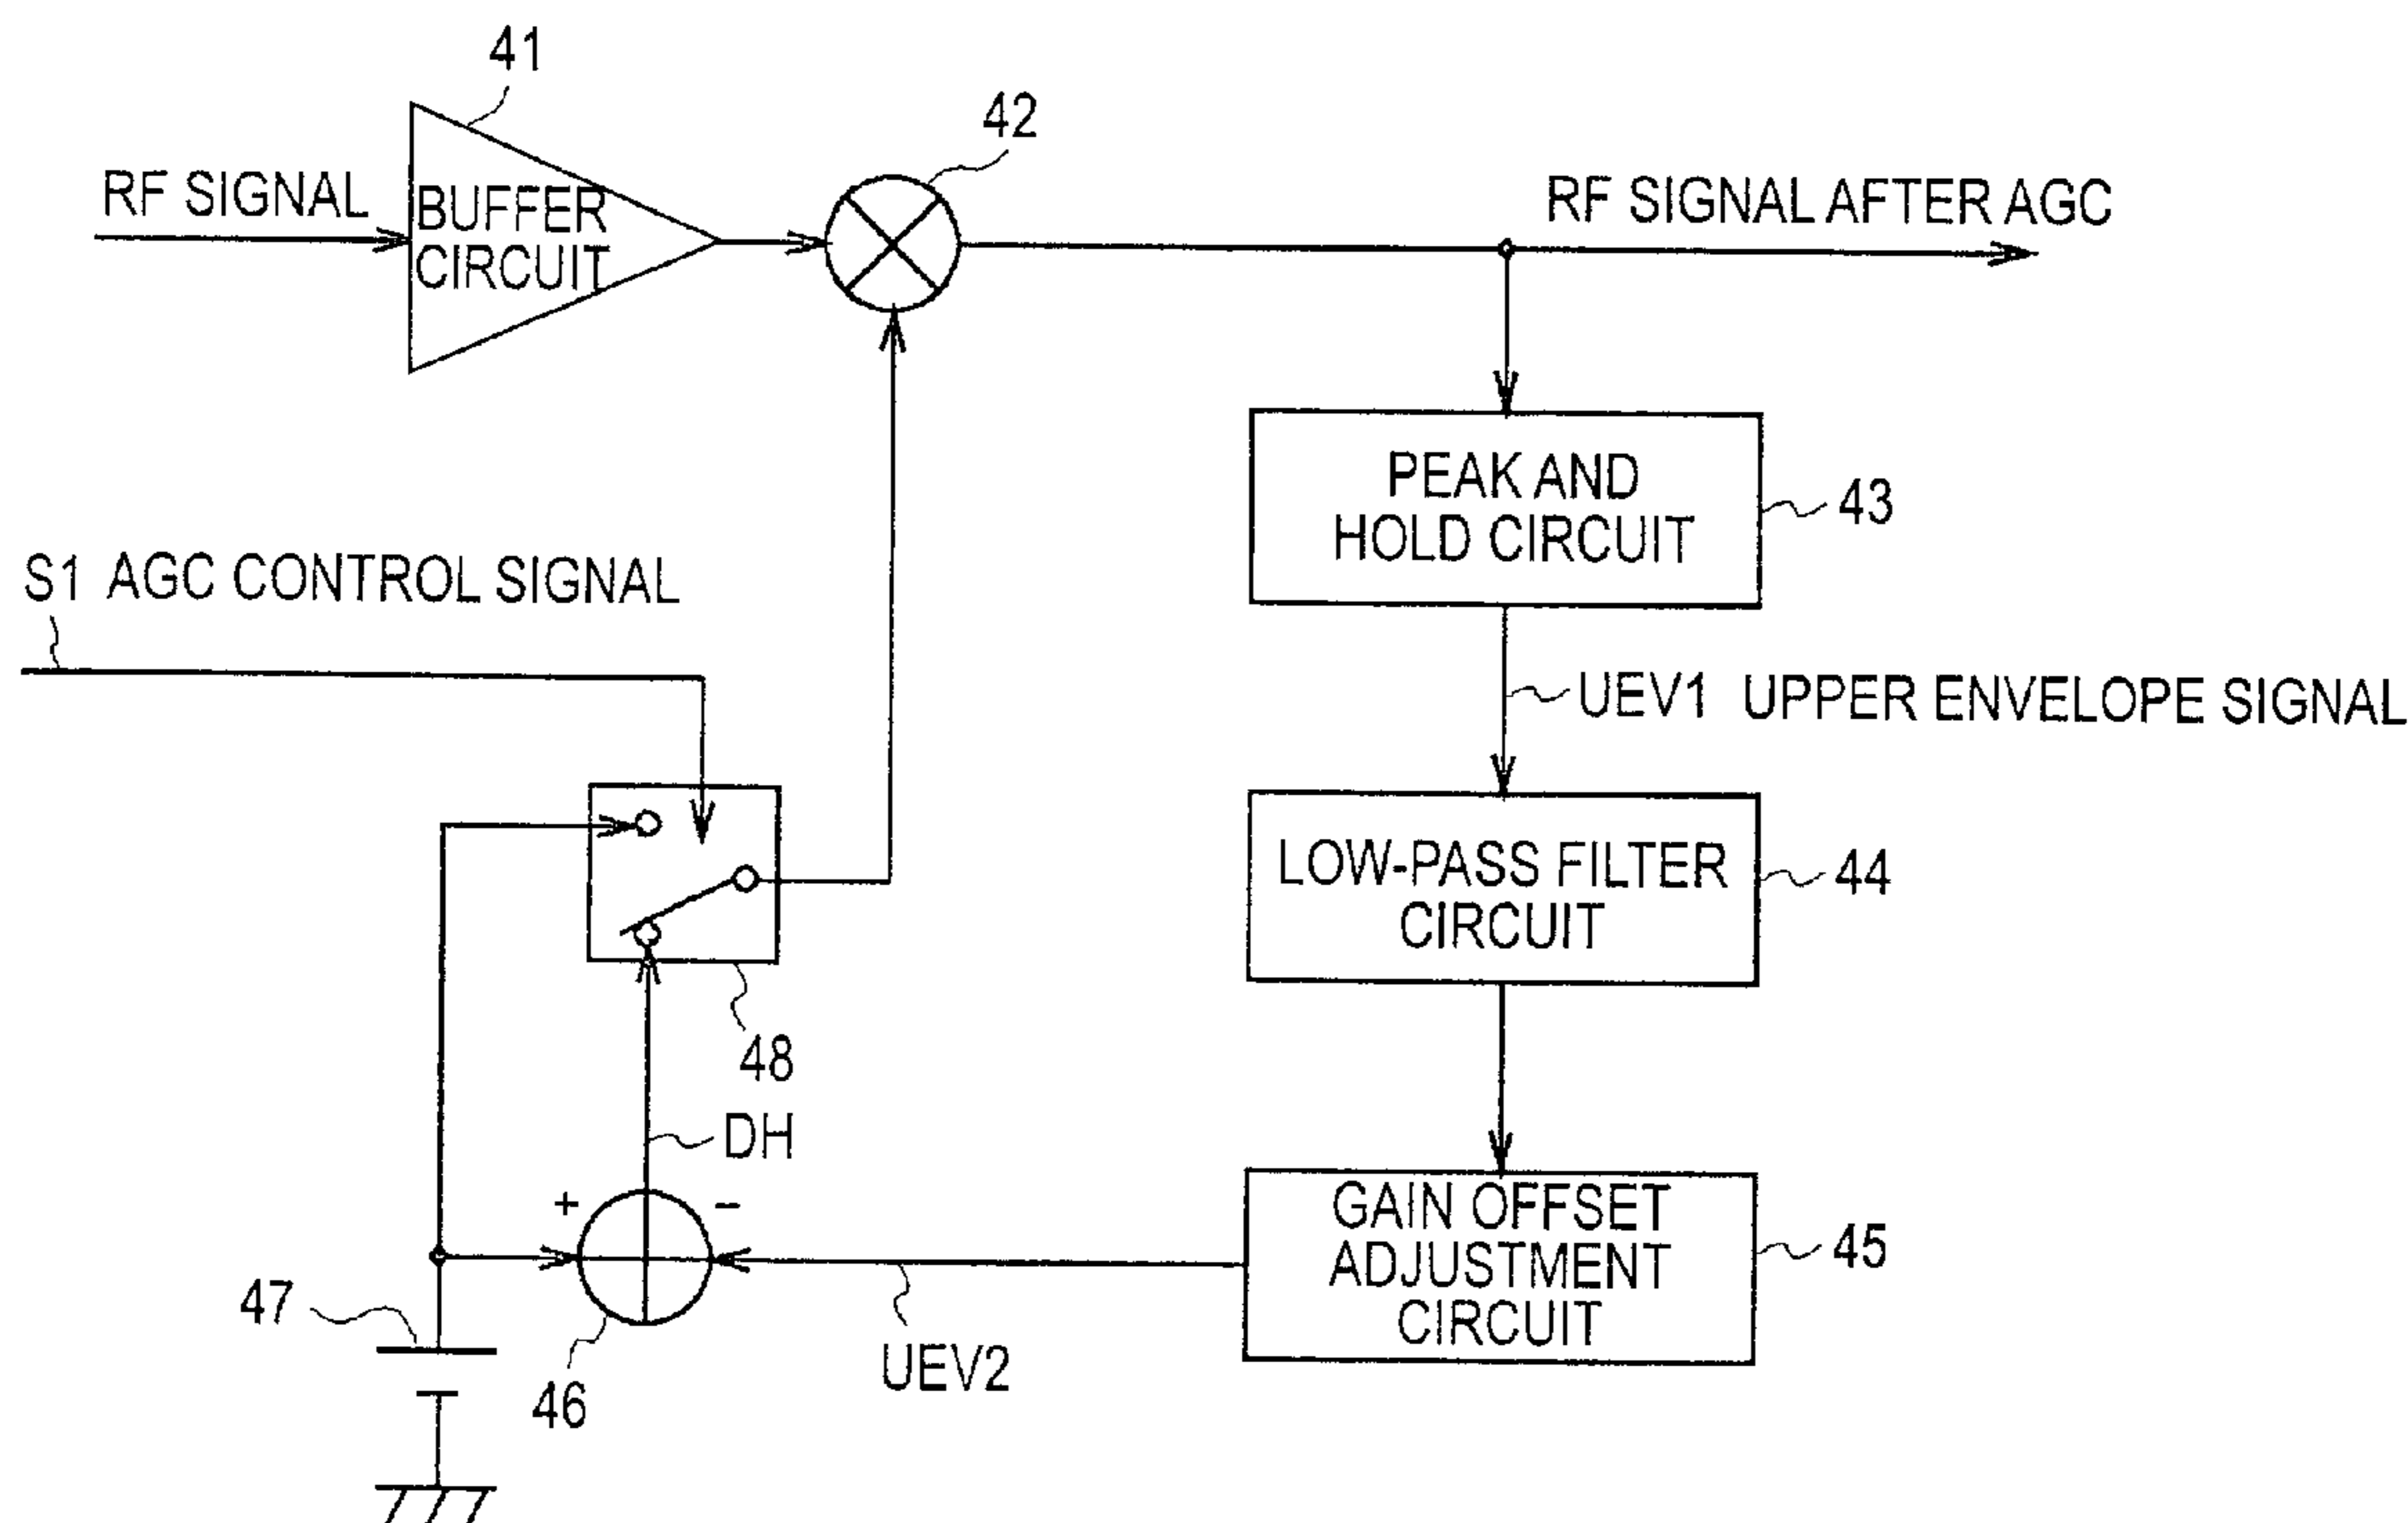 41
42
RF SIGNAL
BUFFER
CIRCUIT
RF SIGNAL AFTER AGC
PEAK AND
HOLD CIRCUIT
43
S1 AGC CONTROL SIGNAL
UEV1 UPPER ENVELOPE SIGNAL
LOW-PASS FILTER
CIRCUIT
44
48
DH
+
−
GAIN OFFSET
ADJUSTMENT
CIRCUIT
45
47
46
UEV2